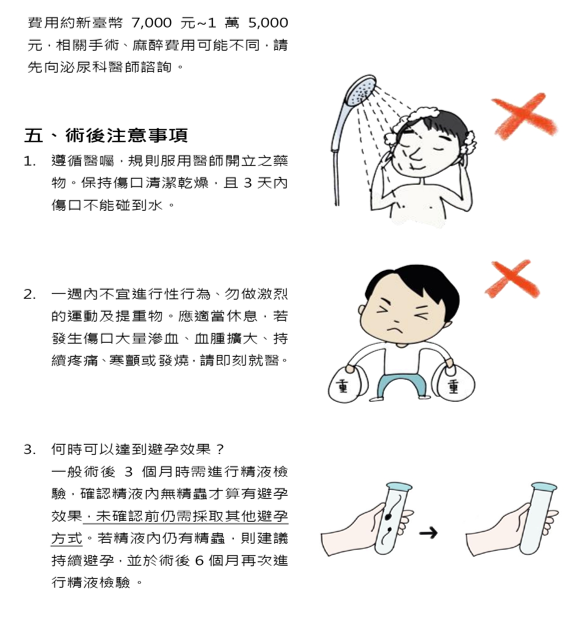 費用約新臺幣 7,000 元~1 萬 5,000
元，相關手術、麻醉費用可能不同，請
先向泌尿科醫師諮詢。
五、術後注意事項
1. 遵循醫囑，規則服用醫師開立之藥
物。保持傷口清潔乾燥，且 3 天內
傷口不能碰到水。
2. 一週內不宜進行性行為、勿做激烈
的運動及提重物。應適當休息，若
發生傷口大量滲血、血腫擴大、持
續疼痛、寒顫或發燒，請即刻就醫。
重 重
3. 何時可以達到避孕效果？
一般術後 3 個月時需進行精液檢
驗，確認精液內無精蟲才算有避孕
效果，未確認前仍需採取其他避孕
方式。若精液內仍有精蟲，則建議
持續避孕，並於術後 6 個月再次進
行精液檢驗。